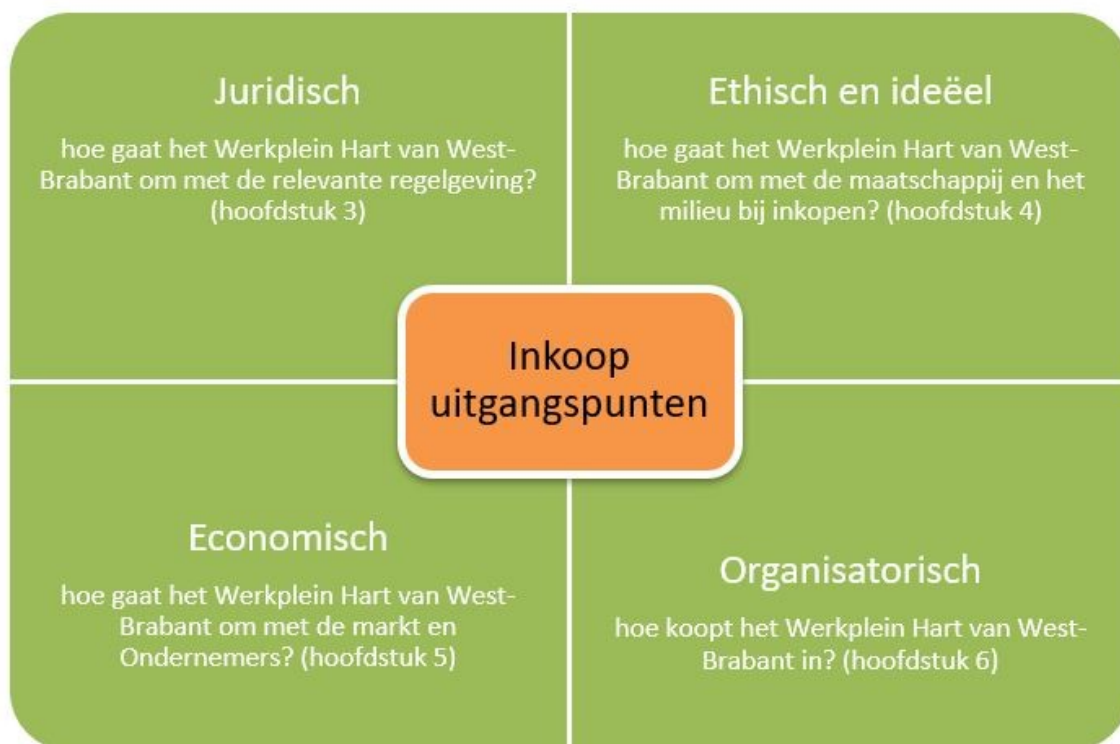 Juridisch
hoe gaat het Werkplein Hart van West-
Brabant om met de relevante regelgeving?
(hoofdstuk 3)
Ethisch en ideëel
hoe gaat het Werkplein Hart van West-
Brabant om met de maatschappij en het
milieu bij inkopen? (hoofdstuk 4)
Inkoop
uitgangspunten
Economisch
hoe gaat het Werkplein Hart van West-
Brabant om met de markt en
Ondernemers? (hoofdstuk 5)
Organisatorisch
hoe koopt het Werkplein Hart van West-
Brabant in? (hoofdstuk 6)